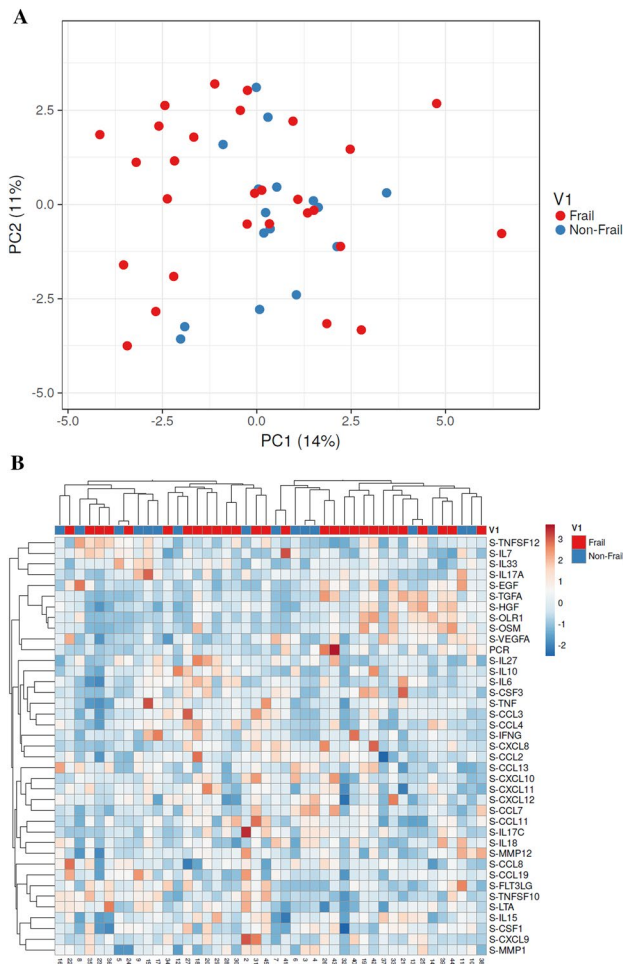 A
2.5
0.0
-2.5
-5.0
PC2 (11%)
-5.0
-2.5
0.0
2.5
5.0
PC1 (14%)
V1
Frail
Non-Frail
B
V1
S-TNFSF12
S-IL7
S-IL33
S-IL17A
S-EGF
S-TGFA
S-HGF
S-OLR1
S-OSM
S-VEGFA
PCR
S-IL27
S-IL10
S-IL6
S-CSF3
S-TNF
S-CCL3
S-CCL4
S-IFNG
S-CXCL8
S-CCL2
S-CCL13
S-CXCL10
S-CXCL11
S-CXCL12
S-CCL7
S-CCL11
S-IL17C
S-IL18
S-MMP12
S-CCL8
S-CCL19
S-FLT3LG
S-TNFSF10
S-LTA
S-IL15
S-CSF1
S-CXCL9
S-MMP1
3
2
1
0
-1
-2
V1
Frail
Non-Frail